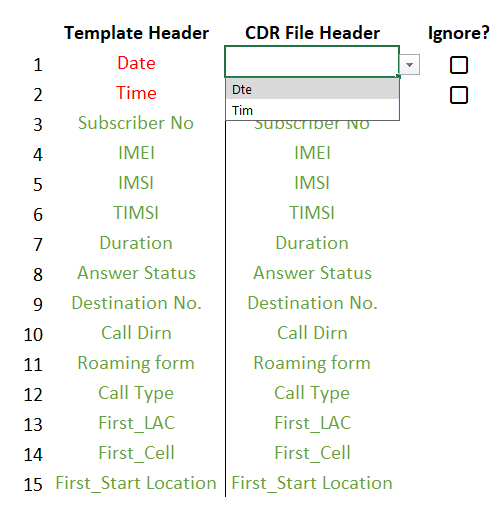 Template Header CDR File Header Ignore?
1 Date
Dte
2 Time
Tim
3 Subscriber No Subscriber No
4 IMEI IMEI
5 IMSI IMSI
6 TIMSI TIMSI
7 Duration Duration
8 Answer Status Answer Status
9 Destination No. Destination No.
10 Call Dirn Call Dirn
11 Roaming form Roaming form
12 Call Type Call Type
13 First_LAC First_LAC
14 First_Cell First_Cell
15 First_Start Location First_Start Location